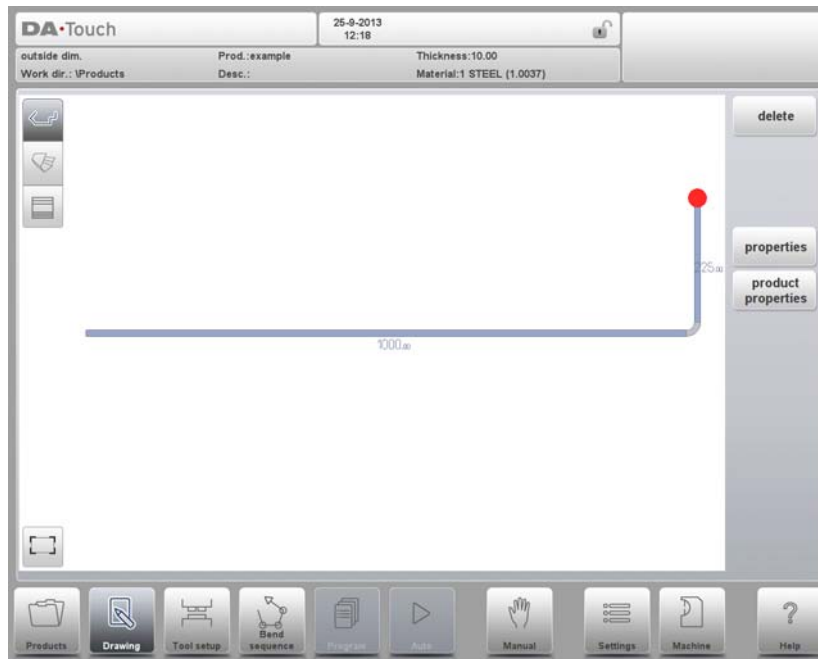 DA•Touch
25-9-2013
12:18
outside dim. Prod.:example Thickness:10.00
Work dir.: \Products Desc.: Material:1 STEEL (1.0037)
delete
properties
225.00
product
properties
1000.00
Products Drawing Tool setup Bend sequence Program Auto Manual Settings Machine Help
?